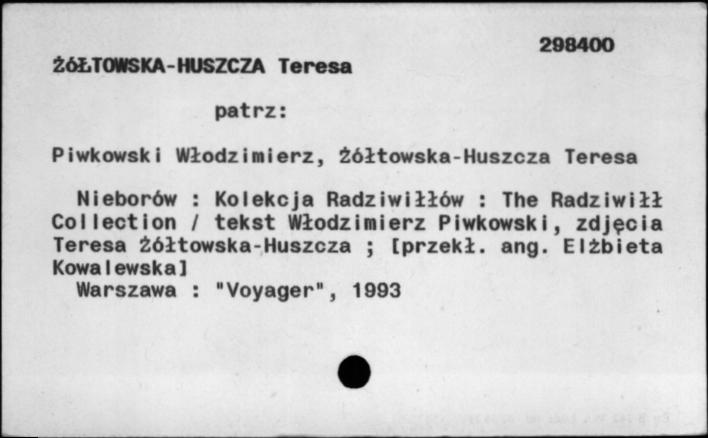 298400
ŻÓŁTOWSKA-HUSZCZA Teresa
patrz:
Piwkowski Włodzimierz, Żółtowska-Huszcza Teresa
Nieborów : Kolekcja Radziwiłłów : The Radziwiłł
Collection / tekst Włodzimierz Piwkowski, zdjęcia
Teresa Żółtowska-Huszcza ; [przekł. ang. Elżbieta
Kowalewska]
Warszawa : "Voyager", 1993